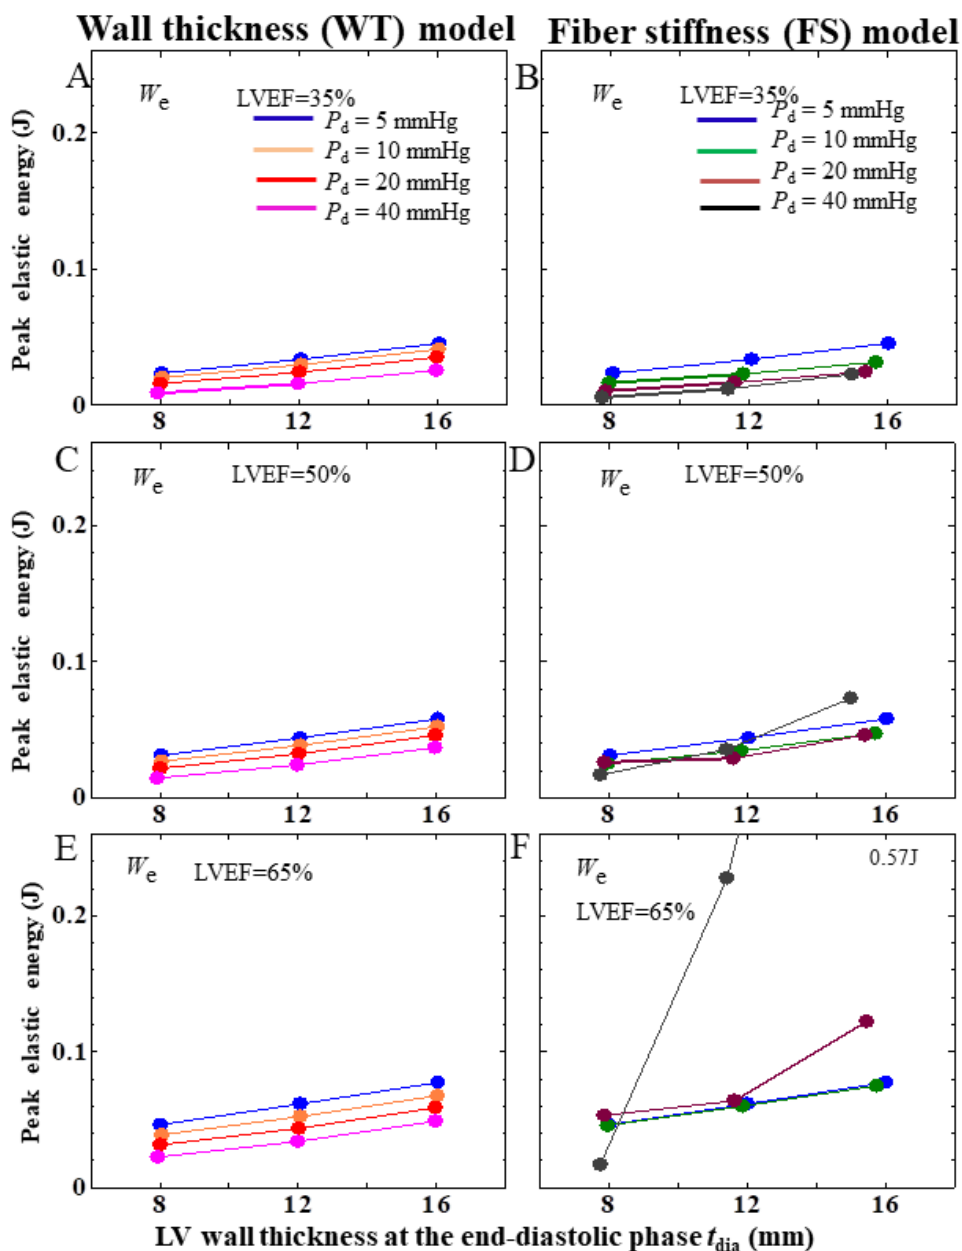 Wall thickness (WT) model
Fiber stiffness (FS) model
A
We
LVEF=35%
Pd = 5 mmHg
Pd = 10 mmHg
Pd = 20 mmHg
Pd = 40 mmHg
Peak elastic energy (J)
0.2
0.1
0
8
12
16
B
We
LVEF=35%
Pd = 5 mmHg
Pd = 10 mmHg
Pd = 20 mmHg
Pd = 40 mmHg
8
12
16
C
We
LVEF=50%
Peak elastic energy (J)
0.2
0.1
0
8
12
16
D
We
LVEF=50%
8
12
16
E
We
LVEF=65%
Peak elastic energy (J)
0.2
0.1
0
8
12
16
F
We
0.57J
LVEF=65%
8
12
16
LV wall thickness at the end-diastolic phase tdia (mm)